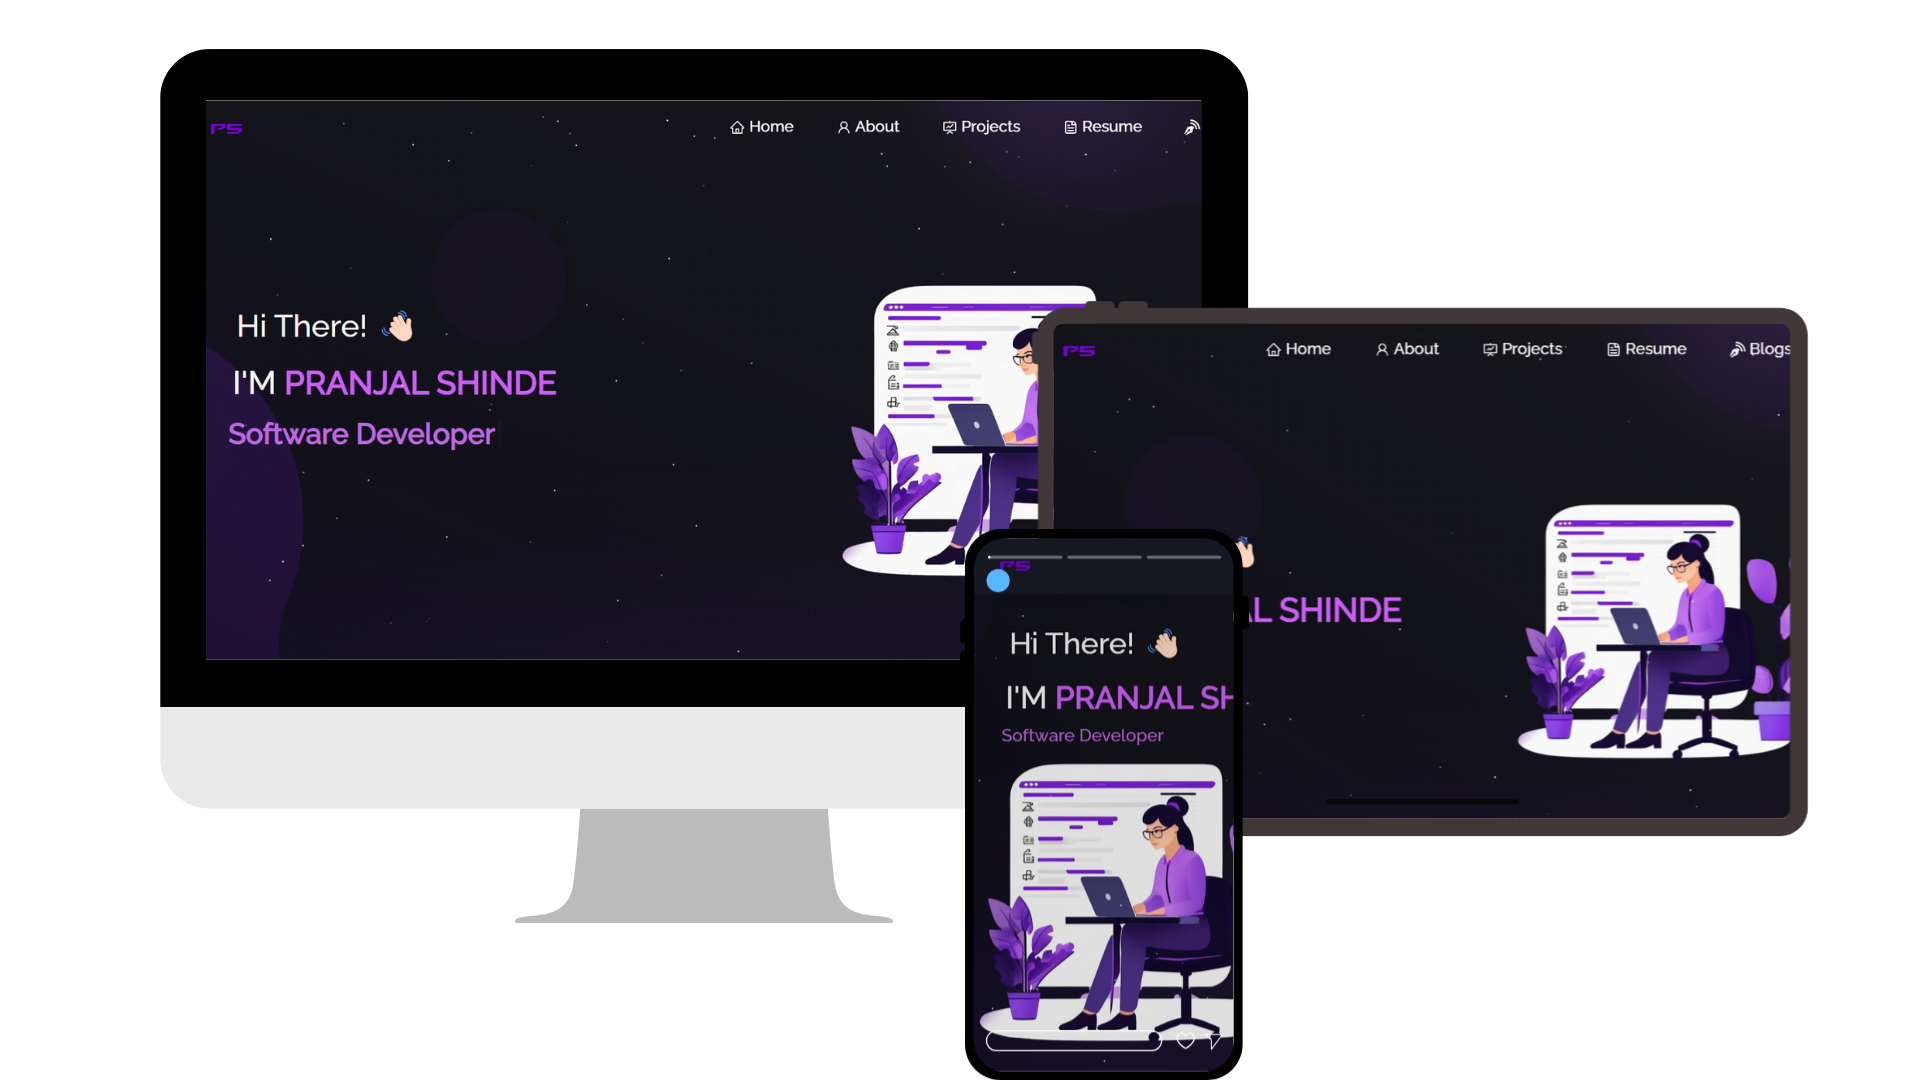 PS Home About Projects Resume
Hi There!
I'M PRANJAL SHINDE
Software Developer
PS Home About Projects Resume Blogs
L SHINDE
PS
Hi There!
I'M PRANJAL SH
Software Developer